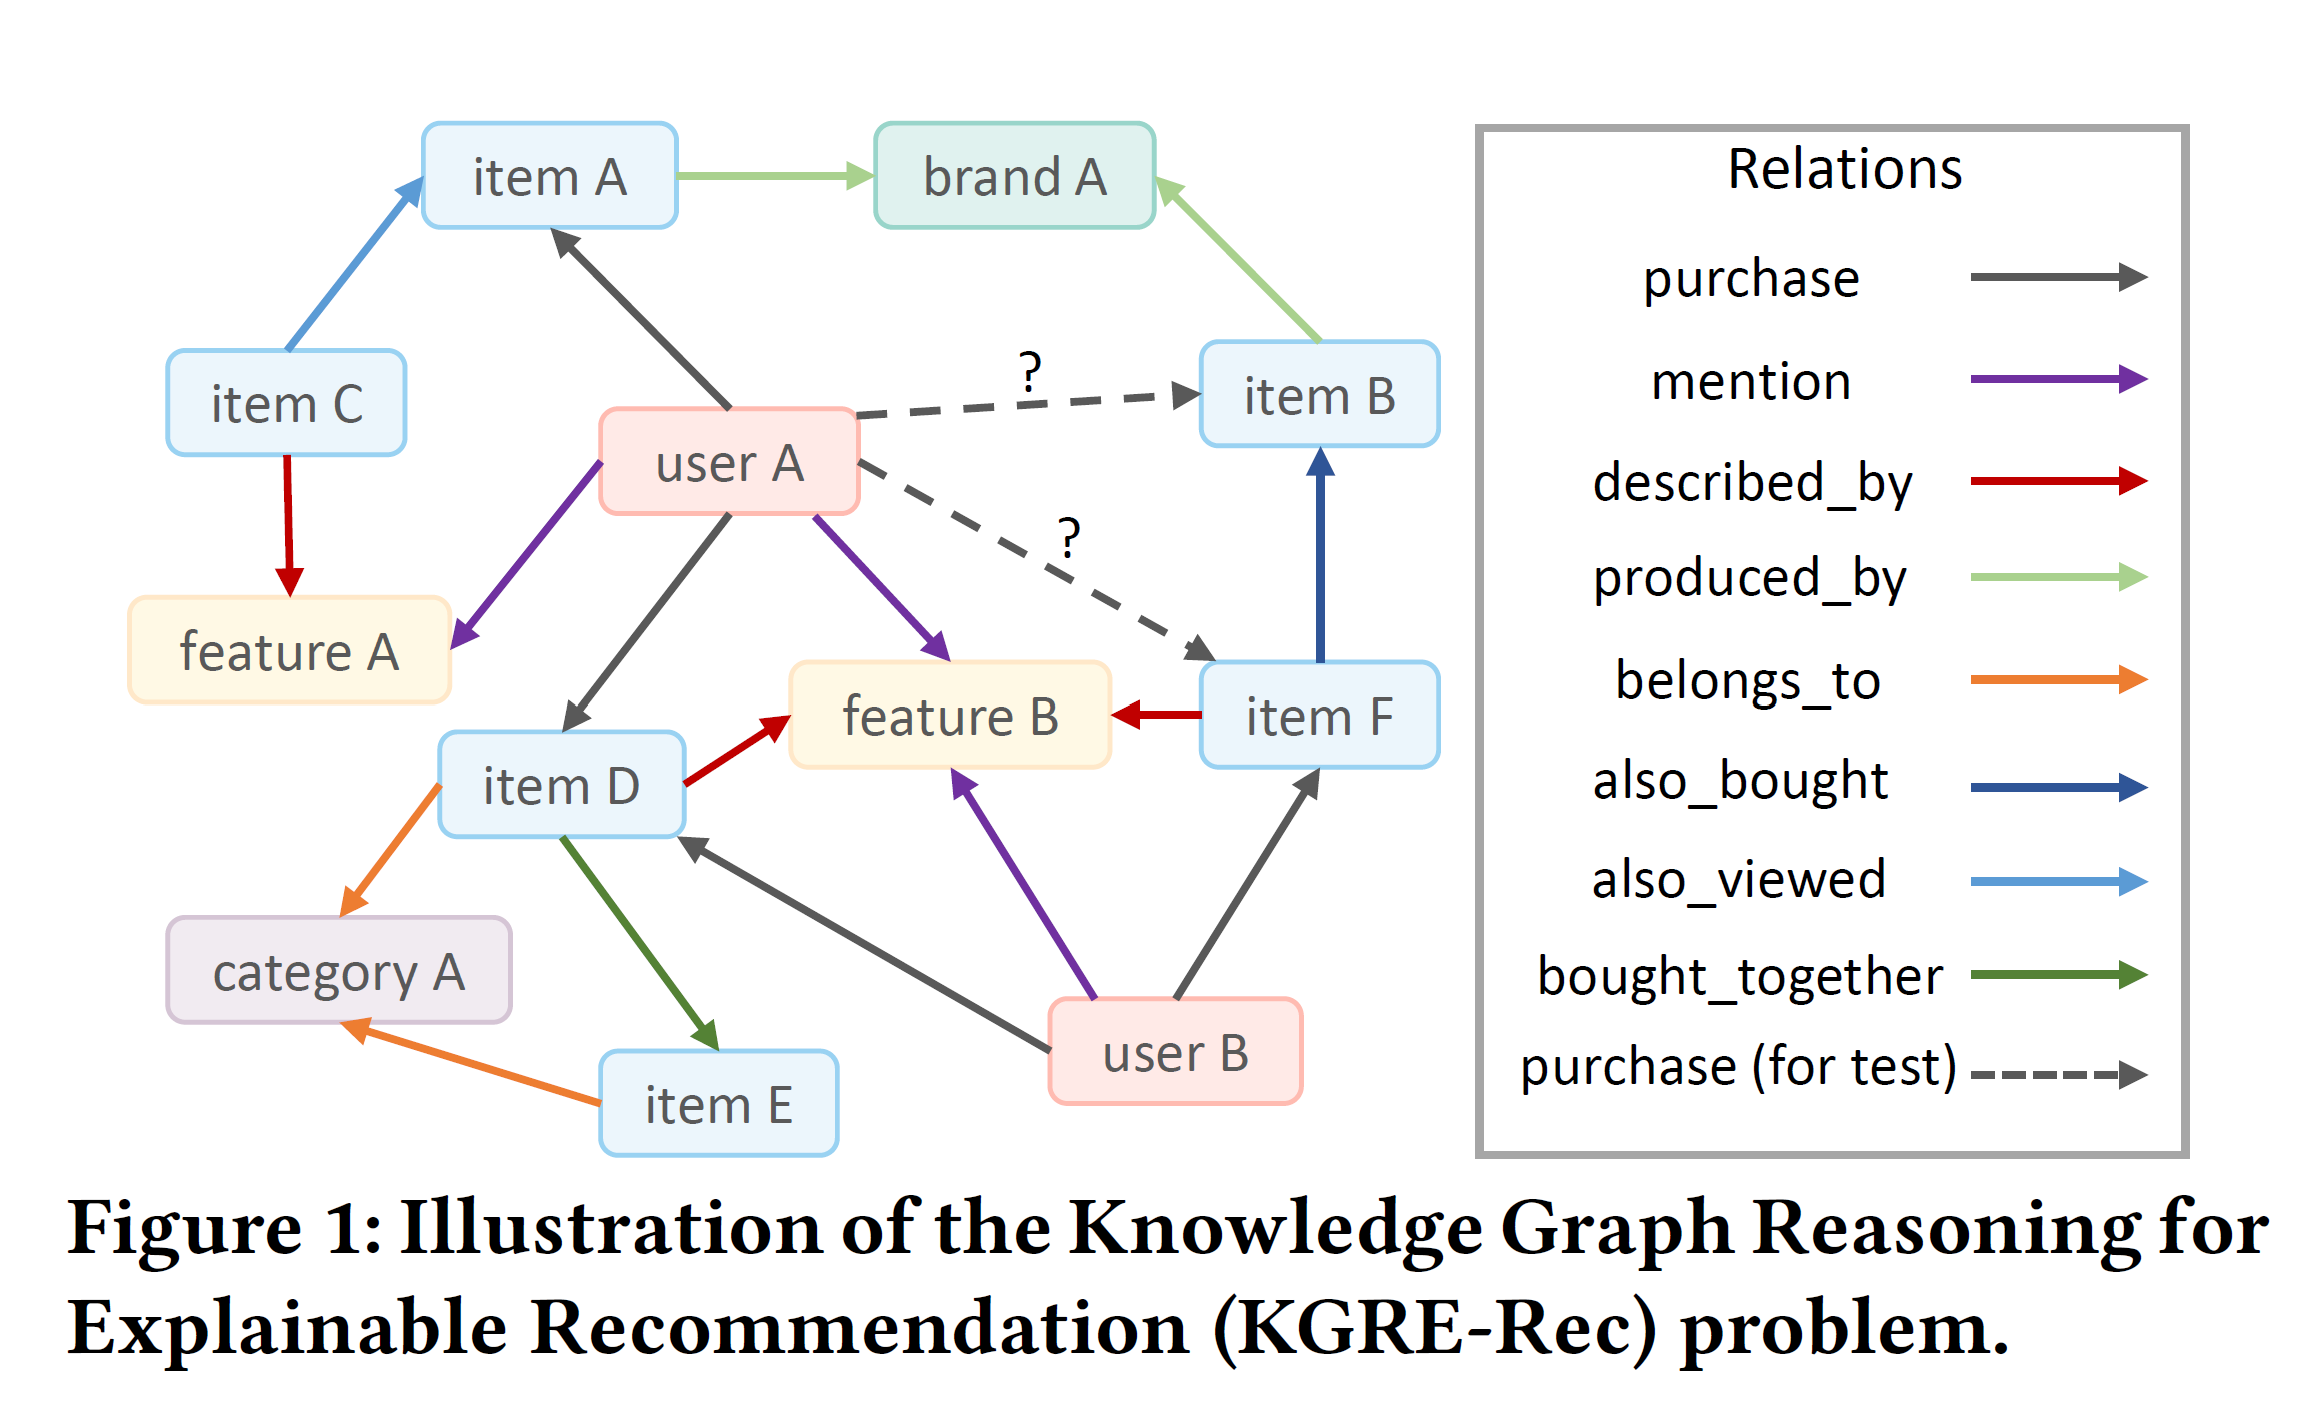 item A
brand A
Relations
purchase
item C
?
item B
mention
user A
described_by
?
produced_by
feature A
feature B
item F
belongs_to
item D
also_bought
also_viewed
category A
bought_together
user B
item E
purchase (for test)
Figure 1: Illustration of the Knowledge Graph Reasoning for
Explainable Recommendation (KGRE-Rec) problem.